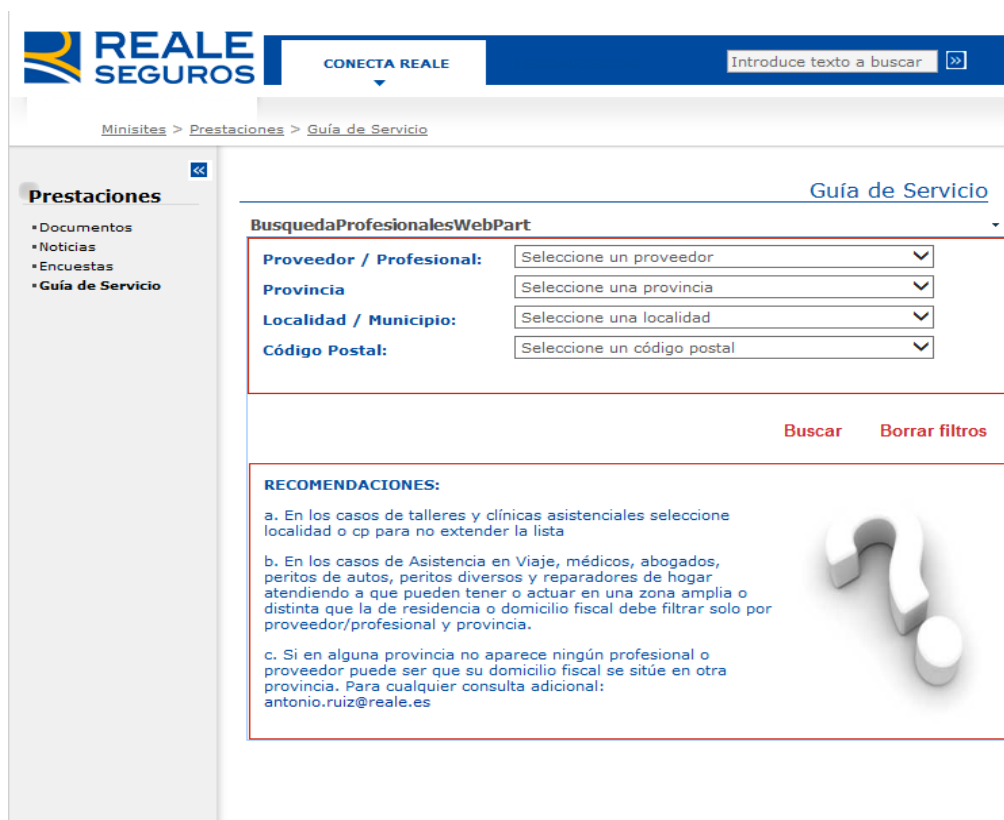 REALE
SEGUROS
CONECTA REALE
Introduce texto a buscar
Minisites > Prestaciones > Guía de Servicio
Prestaciones
Documentos
Noticias
Encuestas
Guía de Servicio
Guía de Servicio
BusquedaProfesionalesWebPart
Proveedor / Profesional: Seleccione un proveedor
Provincia Seleccione una provincia
Localidad / Municipio: Seleccione una localidad
Código Postal: Seleccione un código postal
Buscar Borrar filtros
RECOMENDACIONES:
a. En los casos de talleres y clínicas asistenciales seleccione
localidad o cp para no extender la lista
b. En los casos de Asistencia en Viaje, médicos, abogados,
peritos de autos, peritos diversos y reparadores de hogar
atendiendo a que pueden tener o actuar en una zona amplia o
distinta que la de residencia o domicilio fiscal debe filtrar solo por
proveedor/profesional y provincia.
c. Si en alguna provincia no aparece ningún profesional o
proveedor puede ser que su domicilio fiscal se sitúe en otra
provincia. Para cualquier consulta adicional:
antonio.ruiz@reale.es